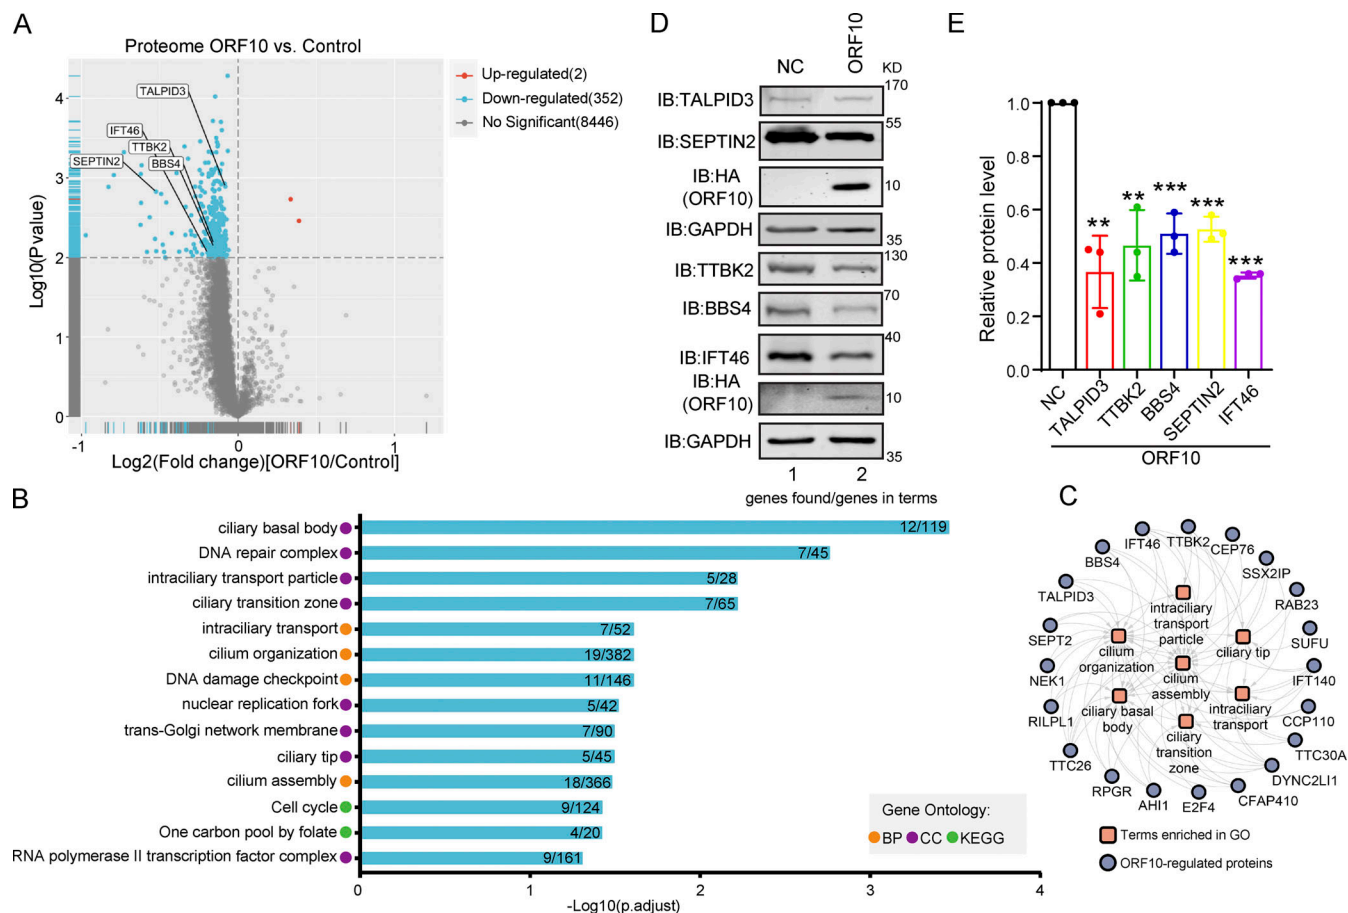 A
Proteome ORF10 vs. Control
TALPID3
IFT46
TTBK2
SEPTIN2
BBS4
4
3
2
1
0
-1
0
1
Log10(P value)
Log2(Fold change)[ORF10/Control]
Up-regulated(2)
Down-regulated(352)
No Significant(8446)
D
NC
ORF10
KD
IB:TALPID3
170
IB:SEPTIN2
55
IB:HA
(ORF10)
10
IB:GAPDH
35
IB:TTBK2
130
IB:BBS4
70
IB:IFT46
40
IB:HA
(ORF10)
10
IB:GAPDH
35
1
2
E
Relative protein level
1.0
0.8
0.6
0.4
0.2
0.0
**
**
***
***
***
NC
TALPID3
TTBK2
BBS4
SEPTIN2
IFT46
ORF10
B
genes found/genes in terms
ciliary basal body
12/119
DNA repair complex
7/45
intraciliary transport particle
5/28
ciliary transition zone
7/65
intraciliary transport
7/52
cilium organization
19/382
DNA damage checkpoint
11/146
nuclear replication fork
5/42
trans-Golgi network membrane
7/90
ciliary tip
5/45
cilium assembly
18/366
Cell cycle
9/124
One carbon pool by folate
4/20
RNA polymerase II transcription factor complex
9/161
0
1
2
3
4
-Log10(p.adjust)
Gene Ontology:
BP
CC
KEGG
C
IFT46
TTBK2
CEP76
BBS4
SSX2IP
TALPID3
RAB23
SEPT2
SUFU
NEK1
IFT140
RILPL1
CCP110
TTC26
TTC30A
RPGR
DYNC2LI1
AHI1
E2F4
CFAP410
intraciliary
transport
particle
cilium
organization
ciliary tip
cilium
assembly
ciliary basal
body
intraciliary
transport
ciliary
transition
zone
Terms enriched in GO
ORF10-regulated proteins